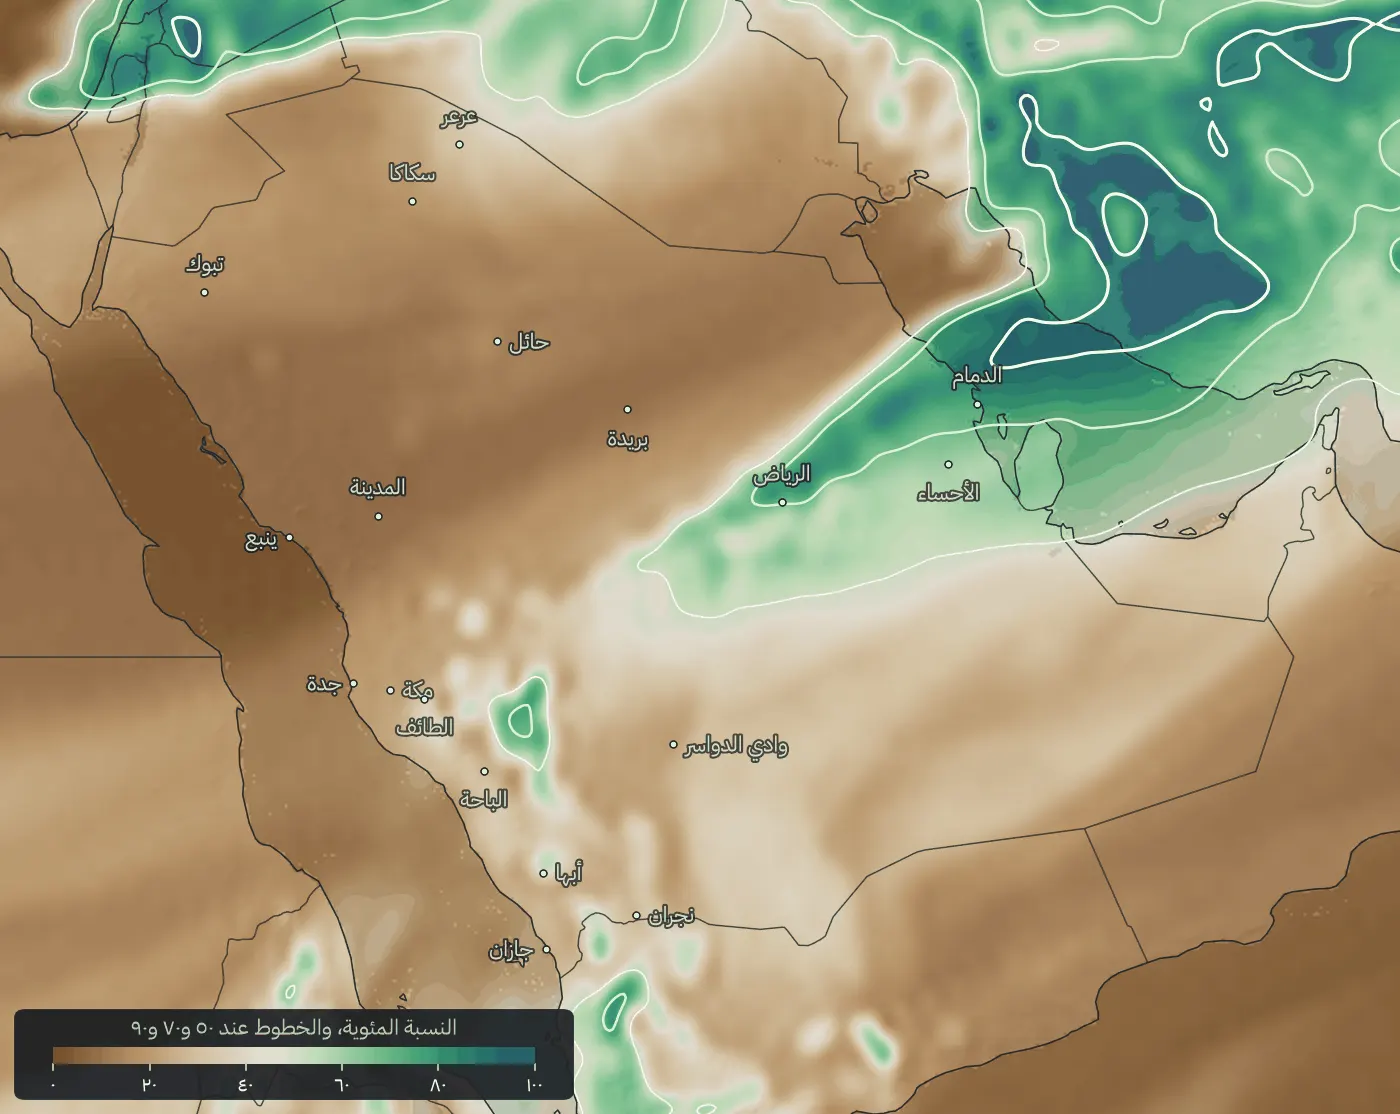 عرعر
سكاكا
تبوك
حائل
الدمام
بريدة
الرياض
المدينة
الأحساء
ينبع
جدة
مكة
الطائف
وادي الدواسر
الباحة
أبها
نجران
جازان
النسبة المئوية، والخطوط عند ٥٠ و٧٠ و٩٠
٠ ٢٠ ٤٠ ٦٠ ٨٠ ١٠٠